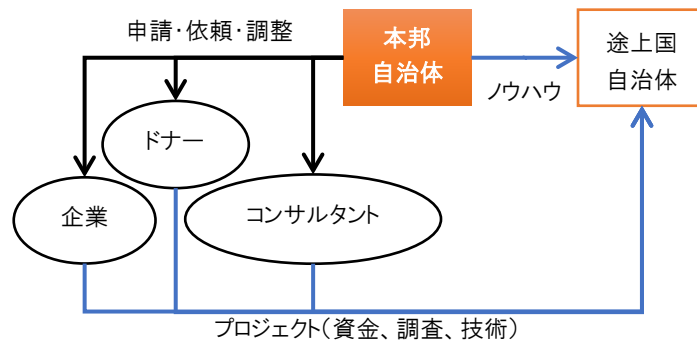 申請・依頼・調整
本邦
自治体
途上国
自治体
ノウハウ
ドナー
企業
コンサルタント
プロジェクト（資金、調査、技術）